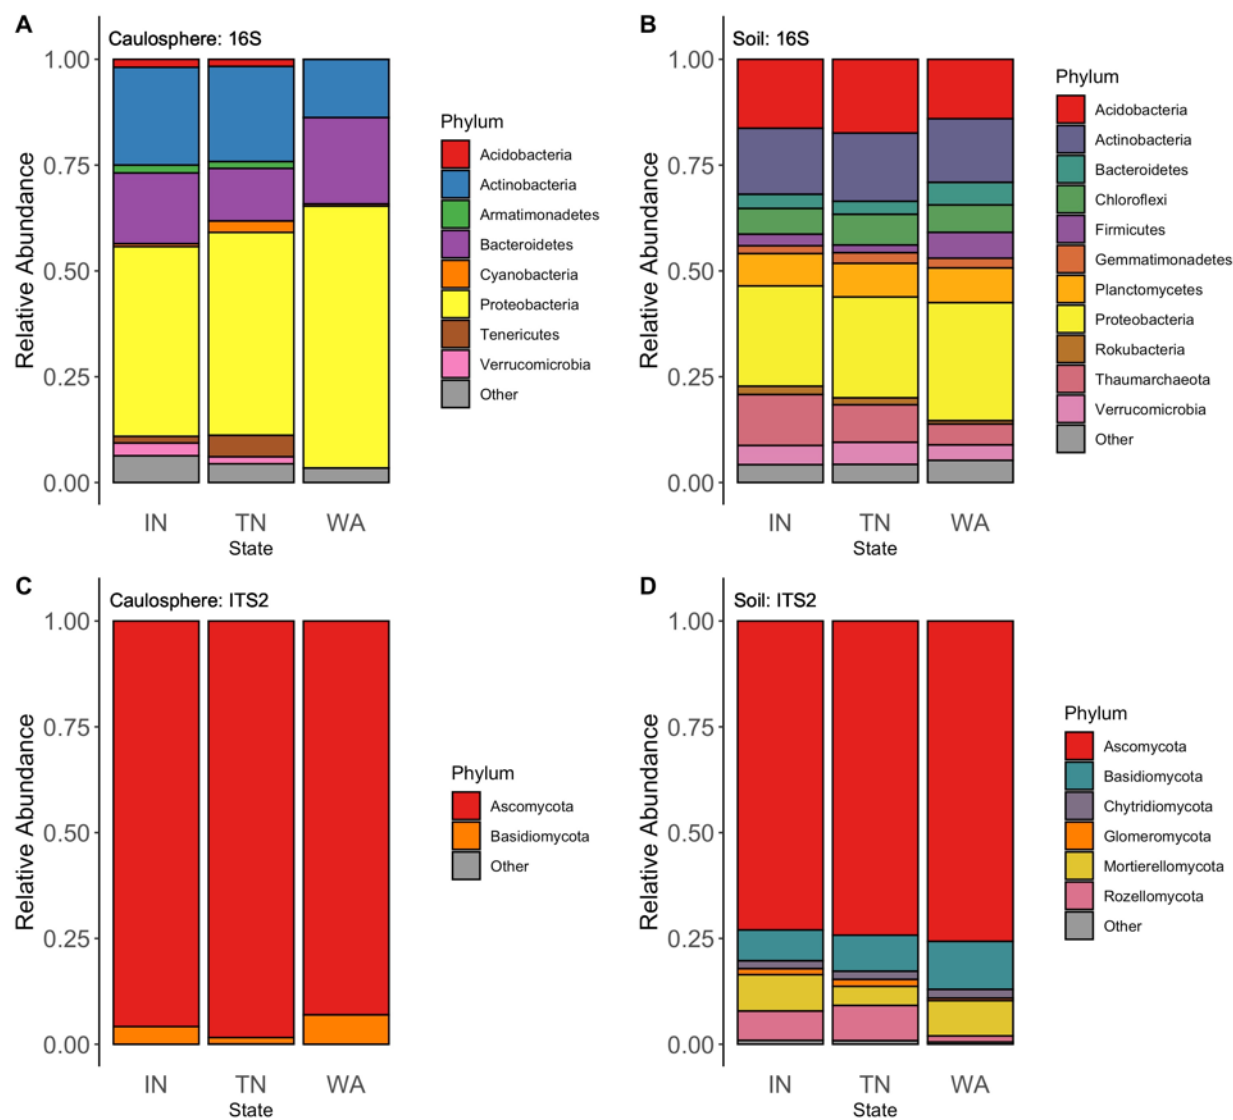 A
Caulosphere: 16S
Relative Abundance
1.00
0.75
0.50
0.25
0.00
IN
TN
WA
State
Phylum
Acidobacteria
Actinobacteria
Armatimonadetes
Bacteroidetes
Cyanobacteria
Proteobacteria
Tenericutes
Verrucomicrobia
Other
B
Soil: 16S
Relative Abundance
1.00
0.75
0.50
0.25
0.00
IN
TN
WA
State
Phylum
Acidobacteria
Actinobacteria
Bacteroidetes
Chloroflexi
Firmicutes
Gemmatimonadetes
Planctomycetes
Proteobacteria
Rokubacteria
Thaumarchaeota
Verrucomicrobia
Other
C
Caulosphere: ITS2
Relative Abundance
1.00
0.75
0.50
0.25
0.00
IN
TN
WA
State
Phylum
Ascomycota
Basidiomycota
Other
D
Soil: ITS2
Relative Abundance
1.00
0.75
0.50
0.25
0.00
IN
TN
WA
State
Phylum
Ascomycota
Basidiomycota
Chytridiomycota
Glomeromycota
Mortierellomycota
Rozellomycota
Other